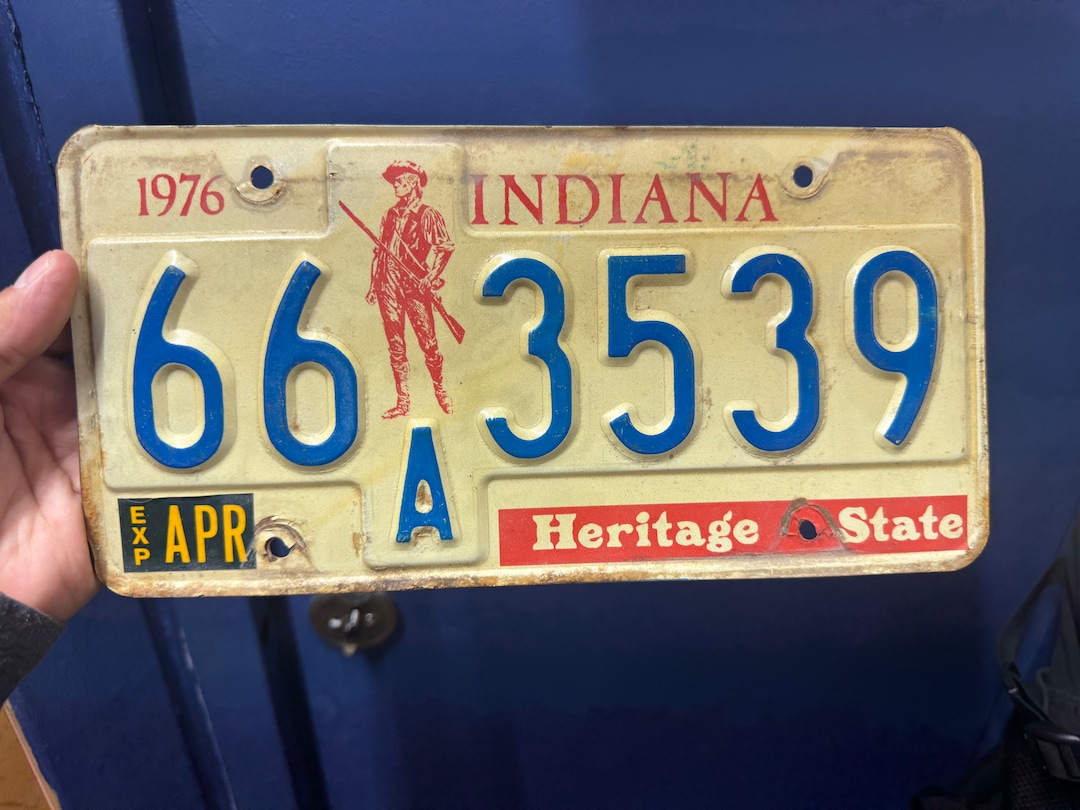 1976 INDIANA
66 A 3539
EXP APR
Heritage State